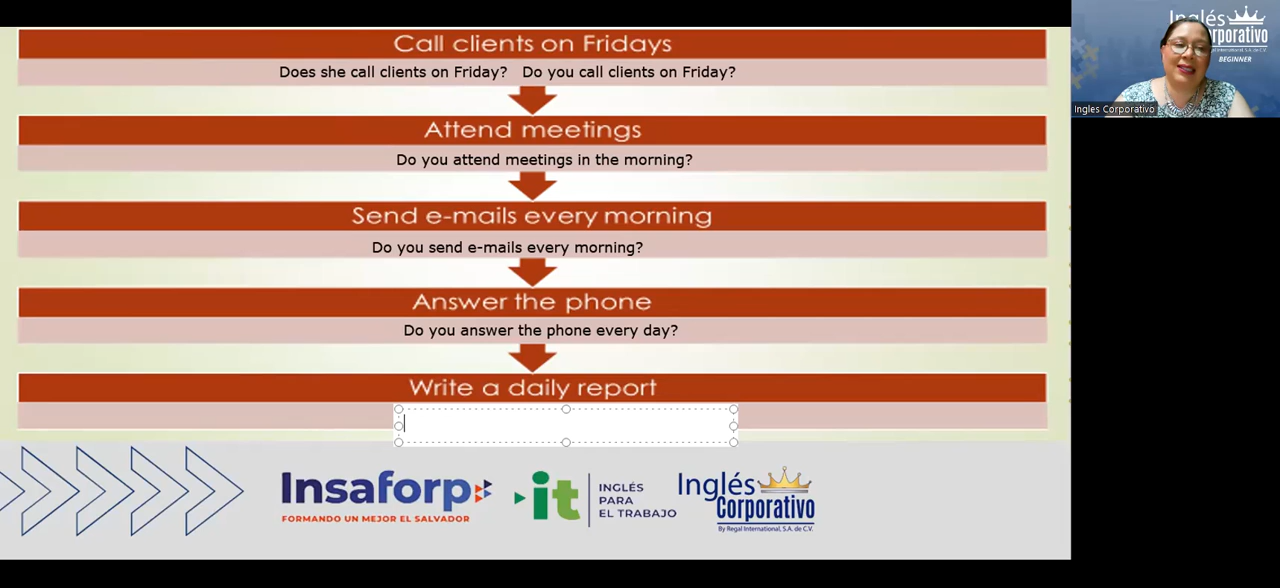 Call clients on Fridays
Does she call clients on Friday? Do you call clients on Friday?
Attend meetings
Do you attend meetings in the morning?
Send e-mails every morning
Do you send e-mails every morning?
Answer the phone
Do you answer the phone every day?
Write a daily report
Insaforp
FORMANDO UN MEJOR EL SALVADOR
it
INGLÉS
PARA
EL TRABAJO
Inglés
Corporativo
By Regal International, S.A. de C.V.
Inglés
rporativo
BEGINNER
Ingles Corporativo